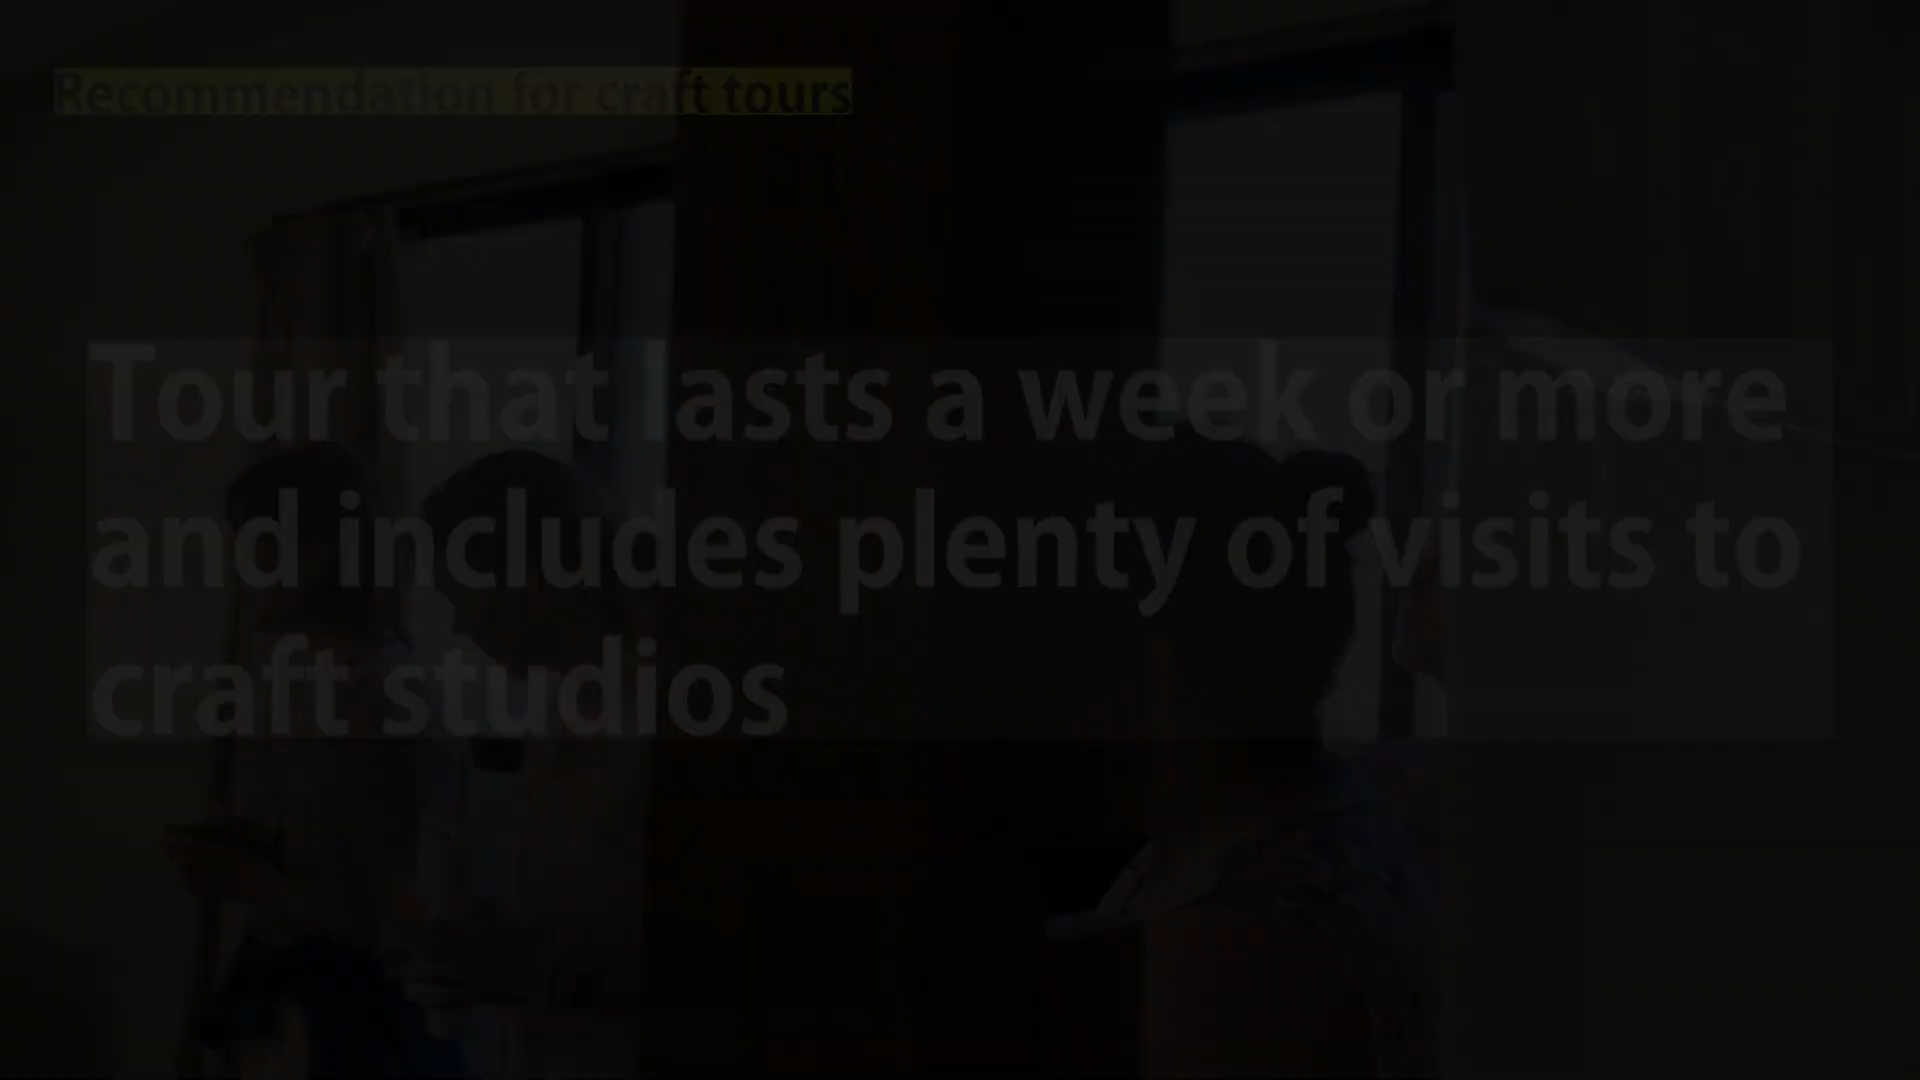 Recommendation for craft tours
Tour that lasts a week or more
and includes plenty of visits to
craft studios